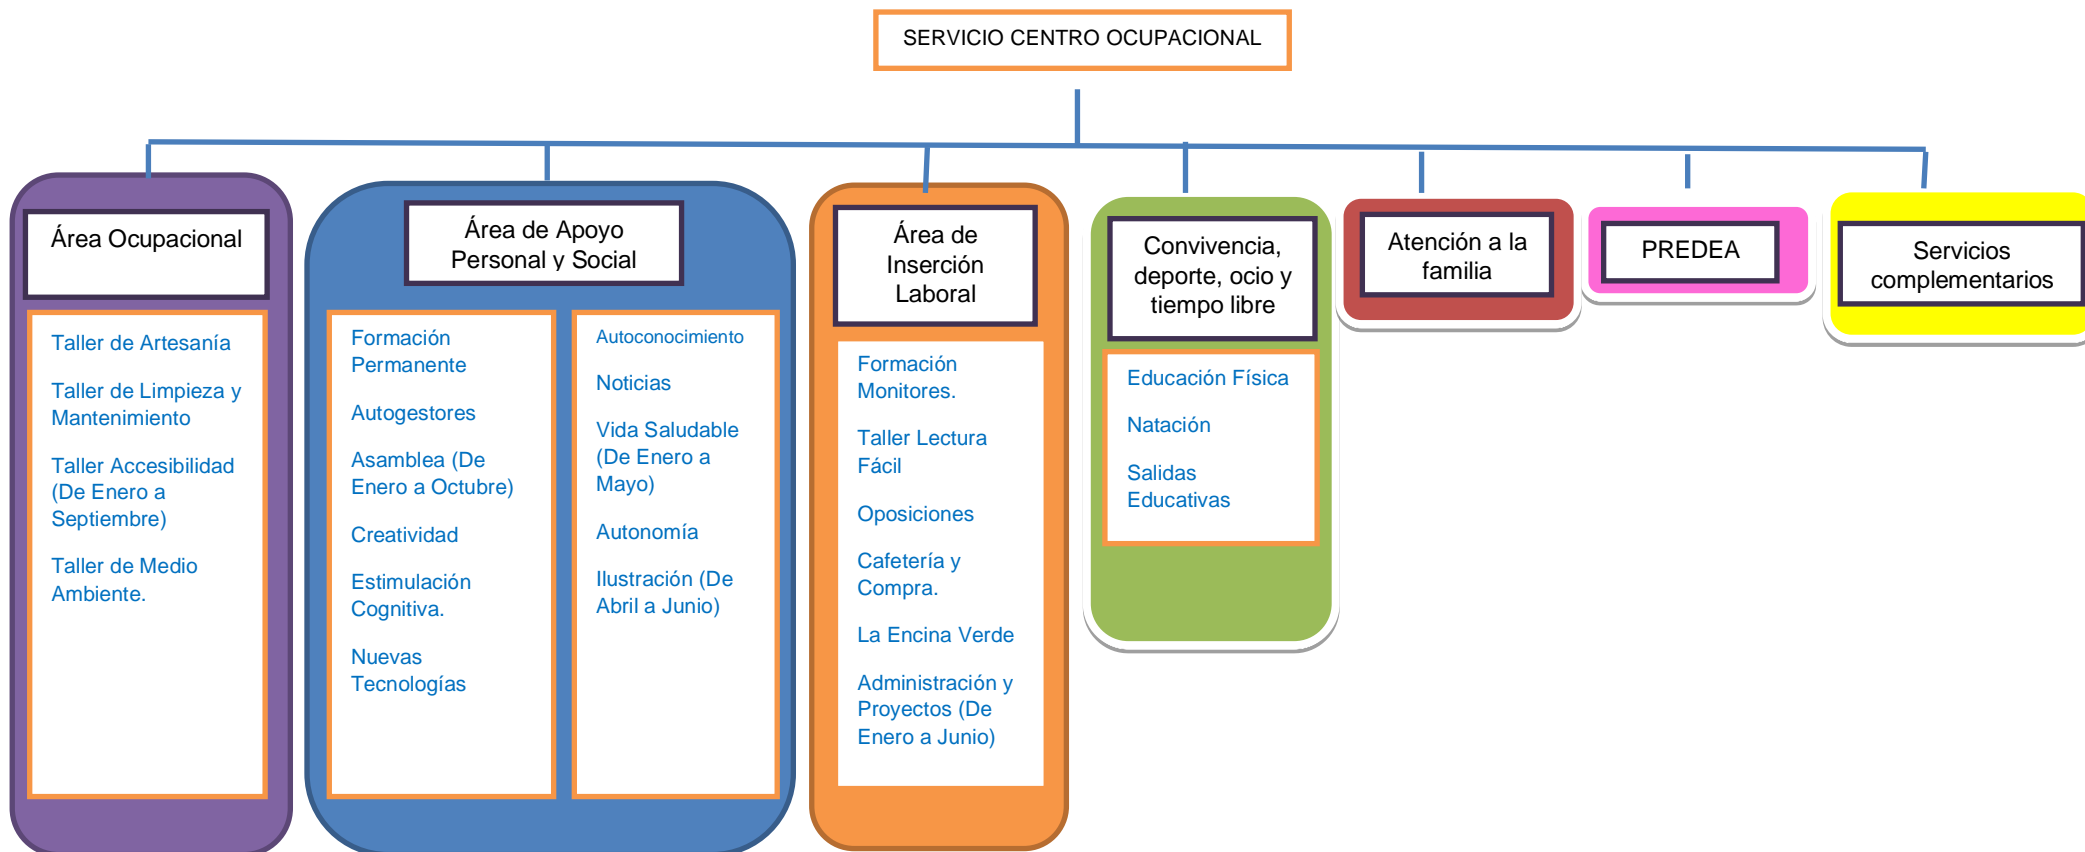 SERVICIO CENTRO OCUPACIONAL
Área Ocupacional
Taller de Artesanía
Taller de Limpieza y
Mantenimiento
Taller Accesibilidad
(De Enero a
Septiembre)
Taller de Medio
Ambiente.
Área de Apoyo
Personal y Social
Formación
Permanente
Autogestores
Asamblea (De
Enero a Octubre)
Creatividad
Estimulación
Cognitiva.
Nuevas
Tecnologías
Autoconocimiento
Noticias
Vida Saludable
(De Enero a
Mayo)
Autonomía
Ilustración (De
Abril a Junio)
Área de
Inserción
Laboral
Formación
Monitores.
Taller Lectura
Fácil
Oposiciones
Cafetería y
Compra.
La Encina Verde
Administración y
Proyectos (De
Enero a Junio)
Convivencia,
deporte, ocio y
tiempo libre
Educación Física
Natación
Salidas
Educativas
Atención a la
familia
PREDEA
Servicios
complementarios